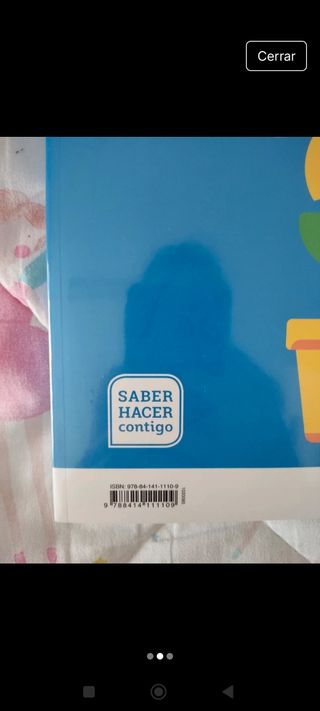 Cerrar
SABER
HACER
contigo
ISBN: 978-84-141-1110-9
9 788414 111109